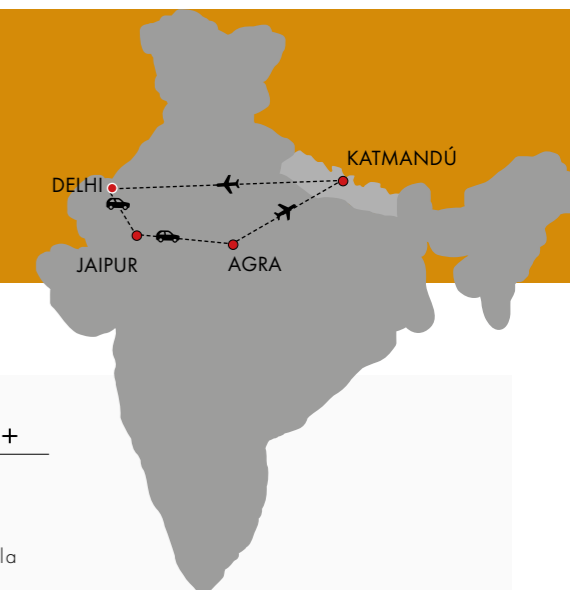 KATMANDÚ
DELHI
JAIPUR
AGRA
+
la